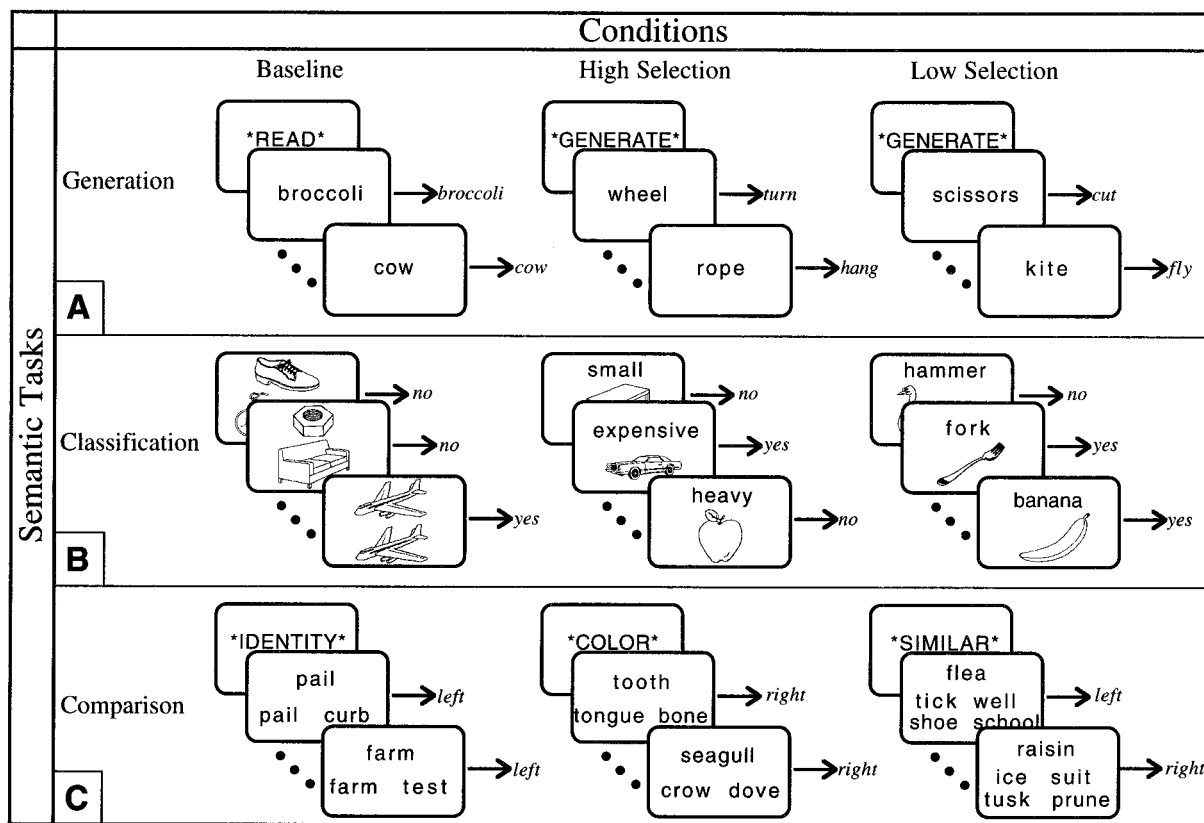 Conditions
Baseline
High Selection
Low Selection
Semantic Tasks
Generation
A
*READ*
broccoli
broccoli
cow
cow
*GENERATE*
wheel
turn
rope
hang
*GENERATE*
scissors
cut
kite
fly
Classification
B
no
no
yes
small
no
expensive
yes
heavy
no
hammer
no
fork
yes
banana
yes
Comparison
C
*IDENTITY*
pail
pail curb
left
farm
farm test
left
*COLOR*
tooth
tongue bone
right
seagull
crow dove
right
*SIMILAR*
flea
tick well
shoe school
left
raisin
ice suit
tusk prune
right